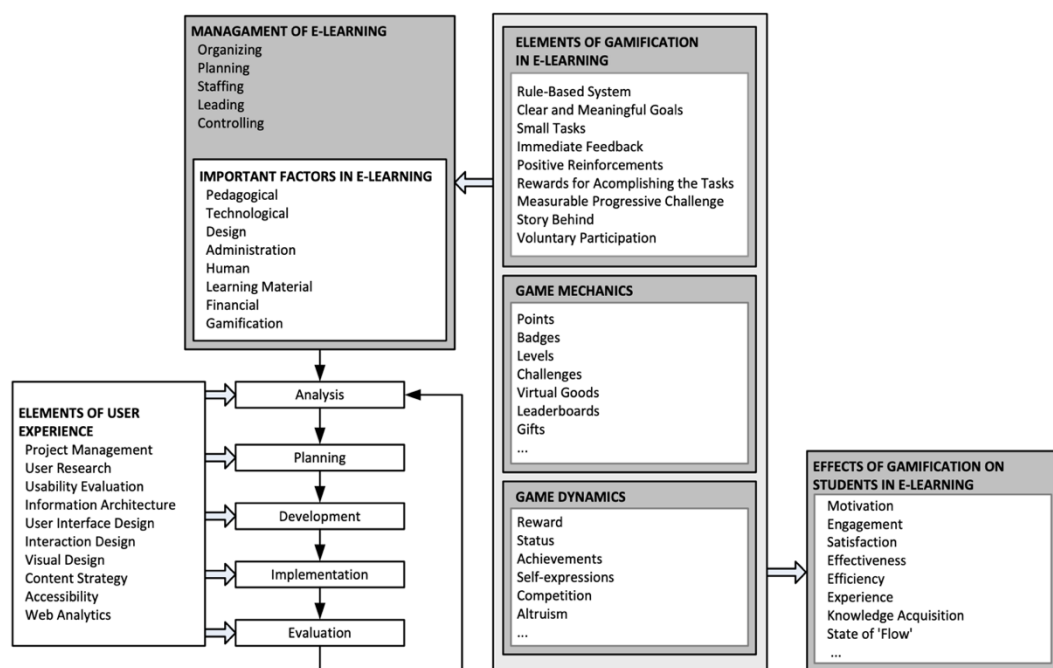 MANAGAMENT OF E-LEARNING
Organizing
Planning
Staffing
Leading
Controlling
IMPORTANT FACTORS IN E-LEARNING
Pedagogical
Technological
Design
Administration
Human
Learning Material
Financial
Gamification
ELEMENTS OF GAMIFICATION
IN E-LEARNING
Rule-Based System
Clear and Meaningful Goals
Small Tasks
Immediate Feedback
Positive Reinforcements
Rewards for Acomplishing the Tasks
Measurable Progressive Challenge
Story Behind
Voluntary Participation
GAME MECHANICS
Points
Badges
Levels
Challenges
Virtual Goods
Leaderboards
Gifts
...
GAME DYNAMICS
Reward
Status
Achievements
Self-expressions
Competition
Altruism
...
ELEMENTS OF USER
EXPERIENCE
Project Management
User Research
Usability Evaluation
Information Architecture
User Interface Design
Interaction Design
Visual Design
Content Strategy
Accessibility
Web Analytics
Analysis
Planning
Development
Implementation
Evaluation
EFFECTS OF GAMIFICATION ON
STUDENTS IN E-LEARNING
Motivation
Engagement
Satisfaction
Effectiveness
Efficiency
Experience
Knowledge Acquisition
State of 'Flow'
...